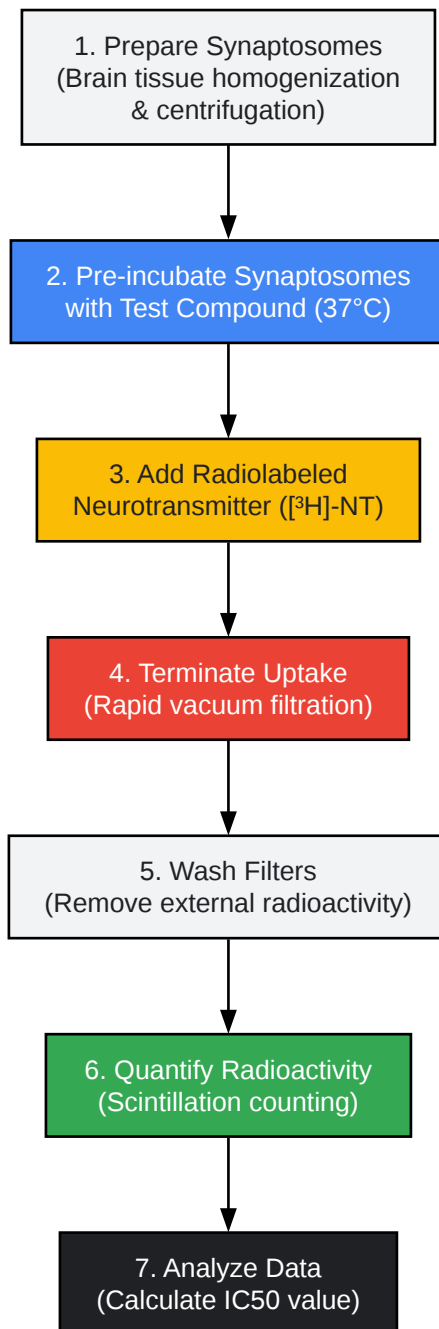 1. Prepare Synaptosomes
(Brain tissue homogenization
& centrifugation)
2. Pre-incubate Synaptosomes
with Test Compound (37°C)
3. Add Radiolabeled
Neurotransmitter ([³H]-NT)
4. Terminate Uptake
(Rapid vacuum filtration)
5. Wash Filters
(Remove external radioactivity)
6. Quantify Radioactivity
(Scintillation counting)
7. Analyze Data
(Calculate IC50 value)